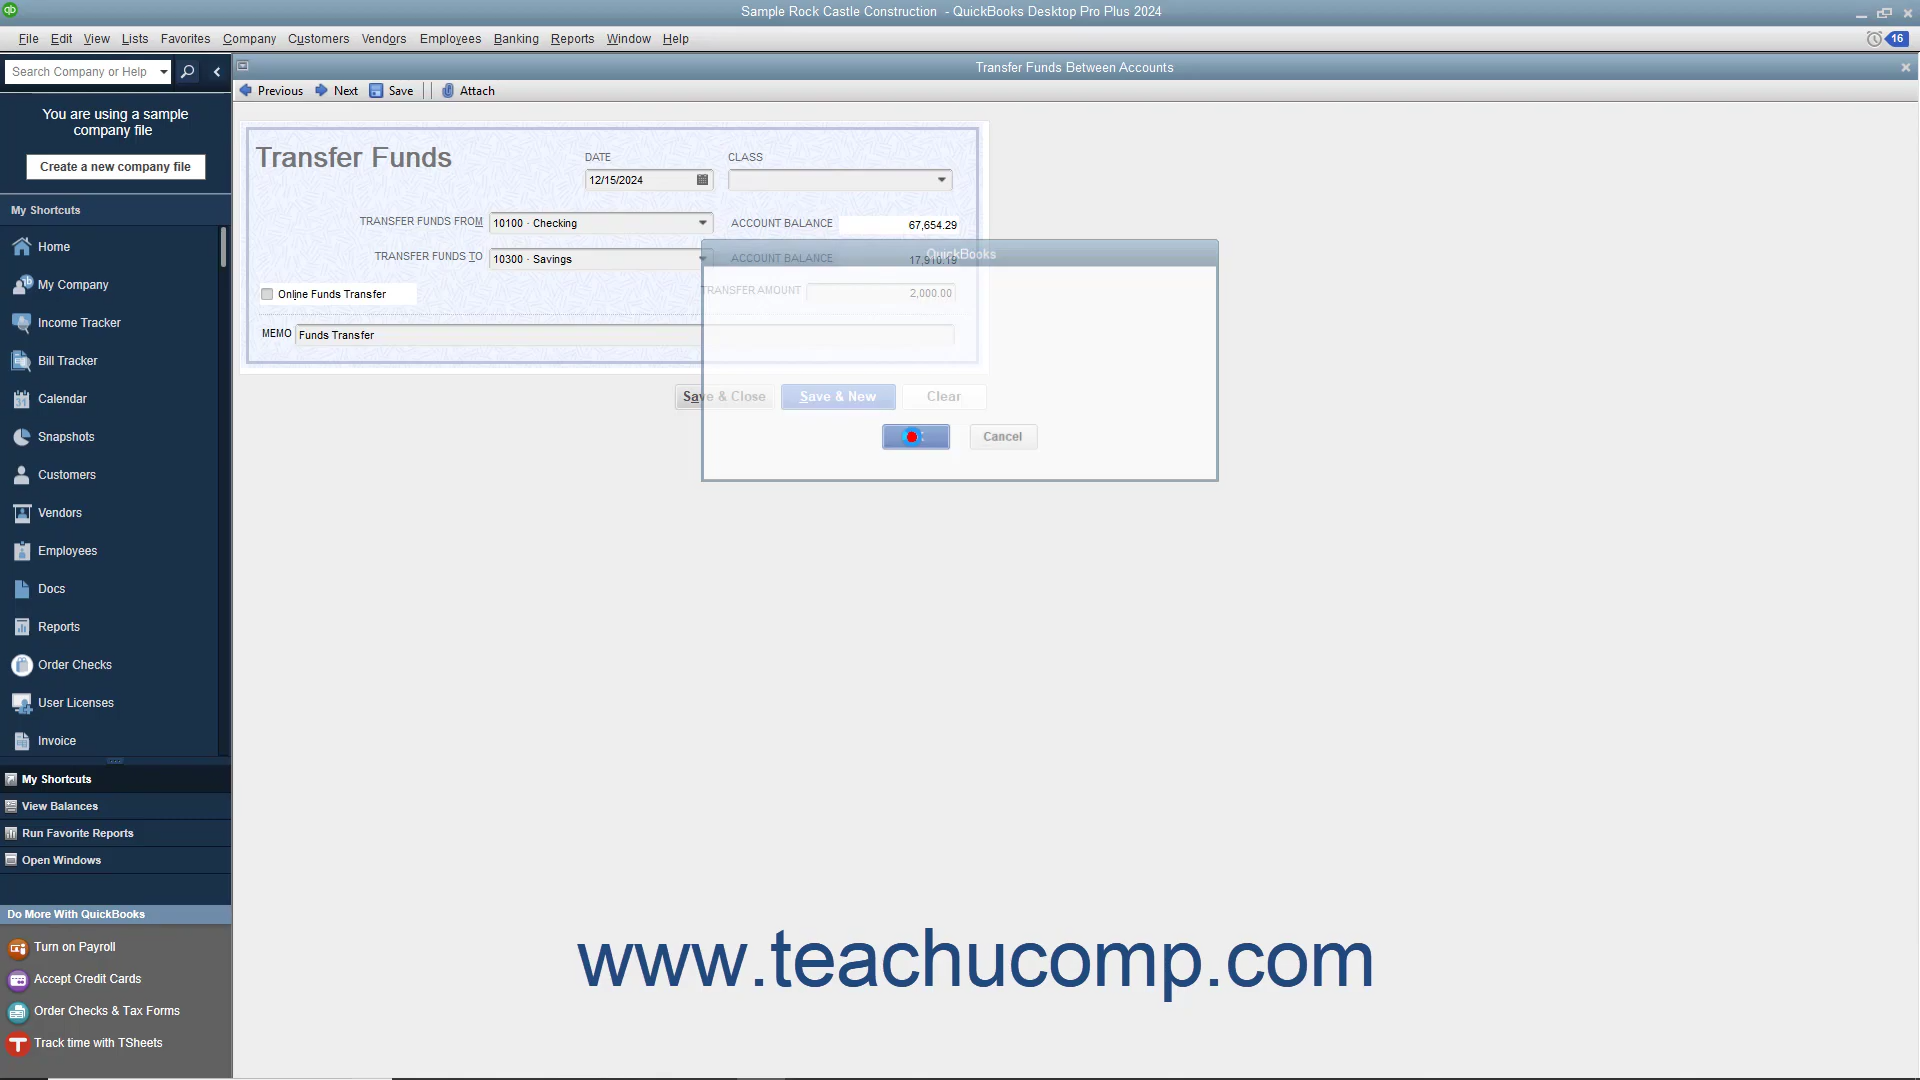 qb
Sample Rock Castle Construction - QuickBooks Desktop Pro Plus 2024
File Edit View Lists Favorites Company Customers Vendors Employees Banking Reports Window Help
16
Search Company or Help
Transfer Funds Between Accounts
Previous Next Save Attach
You are using a sample
company file
Create a new company file
My Shortcuts
Home
My Company
Income Tracker
Bill Tracker
Calendar
Snapshots
Customers
Vendors
Employees
Docs
Reports
Order Checks
User Licenses
Invoice
My Shortcuts
View Balances
Run Favorite Reports
Open Windows
Do More With QuickBooks
Turn on Payroll
Accept Credit Cards
Order Checks & Tax Forms
Track time with TSheets
Transfer Funds
DATE
CLASS
12/15/2024
TRANSFER FUNDS FROM 10100 · Checking ACCOUNT BALANCE 67,654.29
QuickBooks
TRANSFER FUNDS TO 10300 · Savings ACCOUNT BALANCE 17,910.19
Online Funds Transfer
TRANSFER AMOUNT 2,000.00
MEMO Funds Transfer
Save & Close Save & New Clear
Cancel
www.teachucomp.com